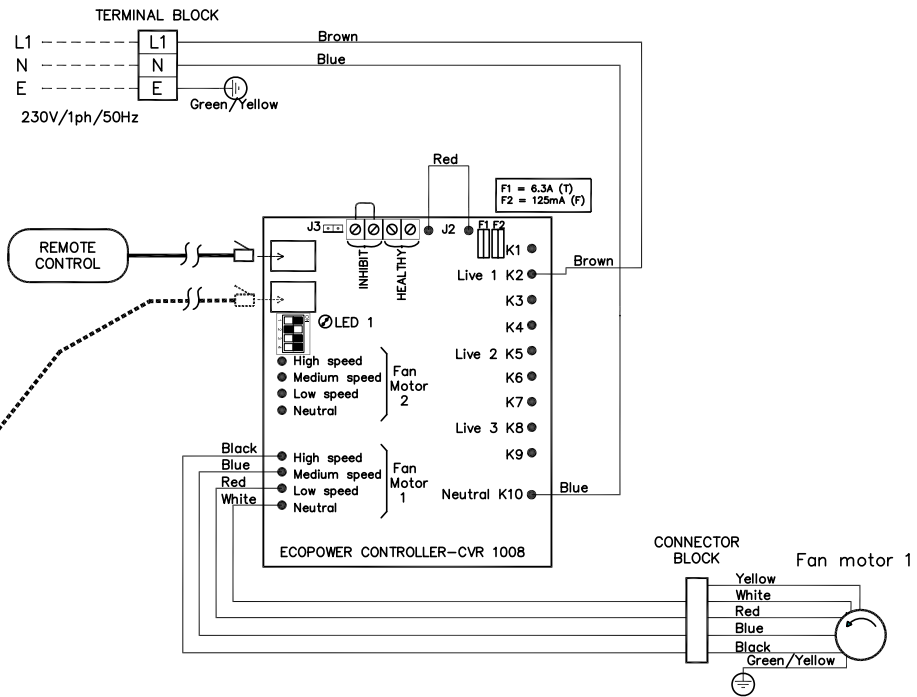 TERMINAL BLOCK
L1 L1 Brown
N N Blue
E E
Green/Yellow
230V/1ph/50Hz
Red
F1 = 6.3A (T)
F2 = 125mA (F)
J3 J2 F1 F2
K1
REMOTE
CONTROL
INHIBIT
HEALTHY
Live 1 K2 Brown
K3
LED 1
K4
Live 2 K5
High speed
Medium speed
Low speed
Neutral
Fan
Motor
2
K6
K7
Live 3 K8
K9
Black High speed
Blue Medium speed
Red Low speed
White Neutral
Fan
Motor
1
Neutral K10 Blue
ECOPOWER CONTROLLER-CVR 1008
CONNECTOR
BLOCK
Fan motor 1
Yellow
White
Red
Blue
Black
Green/Yellow